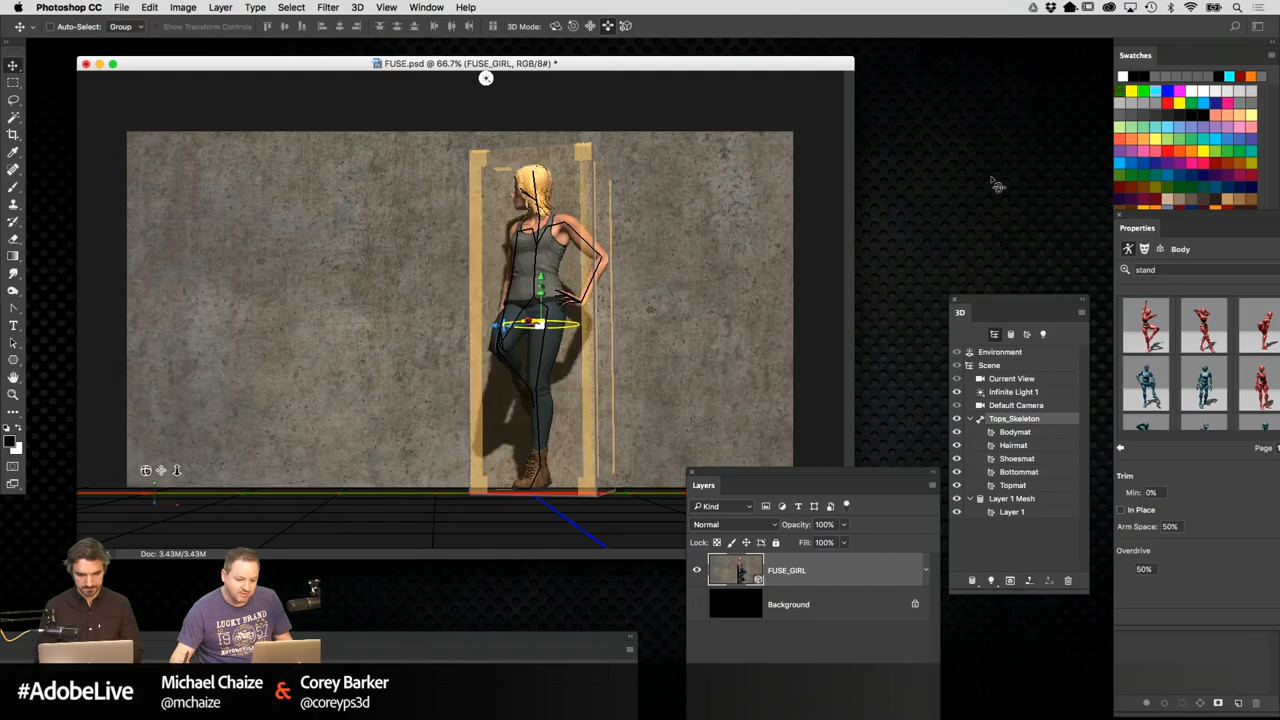 Photoshop CC File Edit Image Layer Type Select Filter 3D View Window Help
Auto-Select: Group Show Transform Controls 3D Mode:
FUSE.psd @ 66.7% (FUSE_GIRL, RGB/8#) *
Swatches
Properties
Body
stand
3D
Environment
Scene
Current View
Infinite Light 1
Default Camera
Tops_Skeleton
Bodymat
Hairmat
Shoesmat
Bottommat
Topmat
Layer 1 Mesh
Layer 1
Page
Trim
Min: 0%
In Place
Arm Space: 50%
Overdrive
50%
Layers
Kind
Normal Opacity: 100%
Lock: Fill: 100%
FUSE_GIRL
Background
Doc: 3.43M/3.43M
LUCKY BRAND
#AdobeLive
Michael Chaize & Corey Barker
@mchaize @coreyps3d